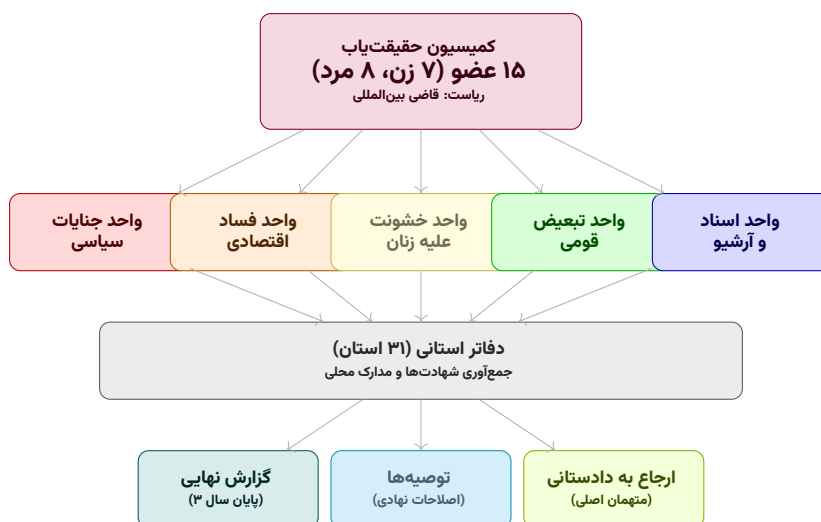 کمیسیون حقیقت‌یاب
۱۵ عضو (۷ زن، ۸ مرد)
ریاست: قاضی بین‌المللی
واحد اسناد
و آرشیو
واحد تبعیض
قومی
واحد خشونت
علیه زنان
واحد فساد
اقتصادی
واحد جنایات
سیاسی
دفاتر استانی (۳۱ استان)
جمع‌آوری شهادت‌ها و مدارک محلی
ارجاع به دادستانی
(متهمان اصلی)
توصیه‌ها
(اصلاحات نهادی)
گزارش نهایی
(پایان سال ۳)